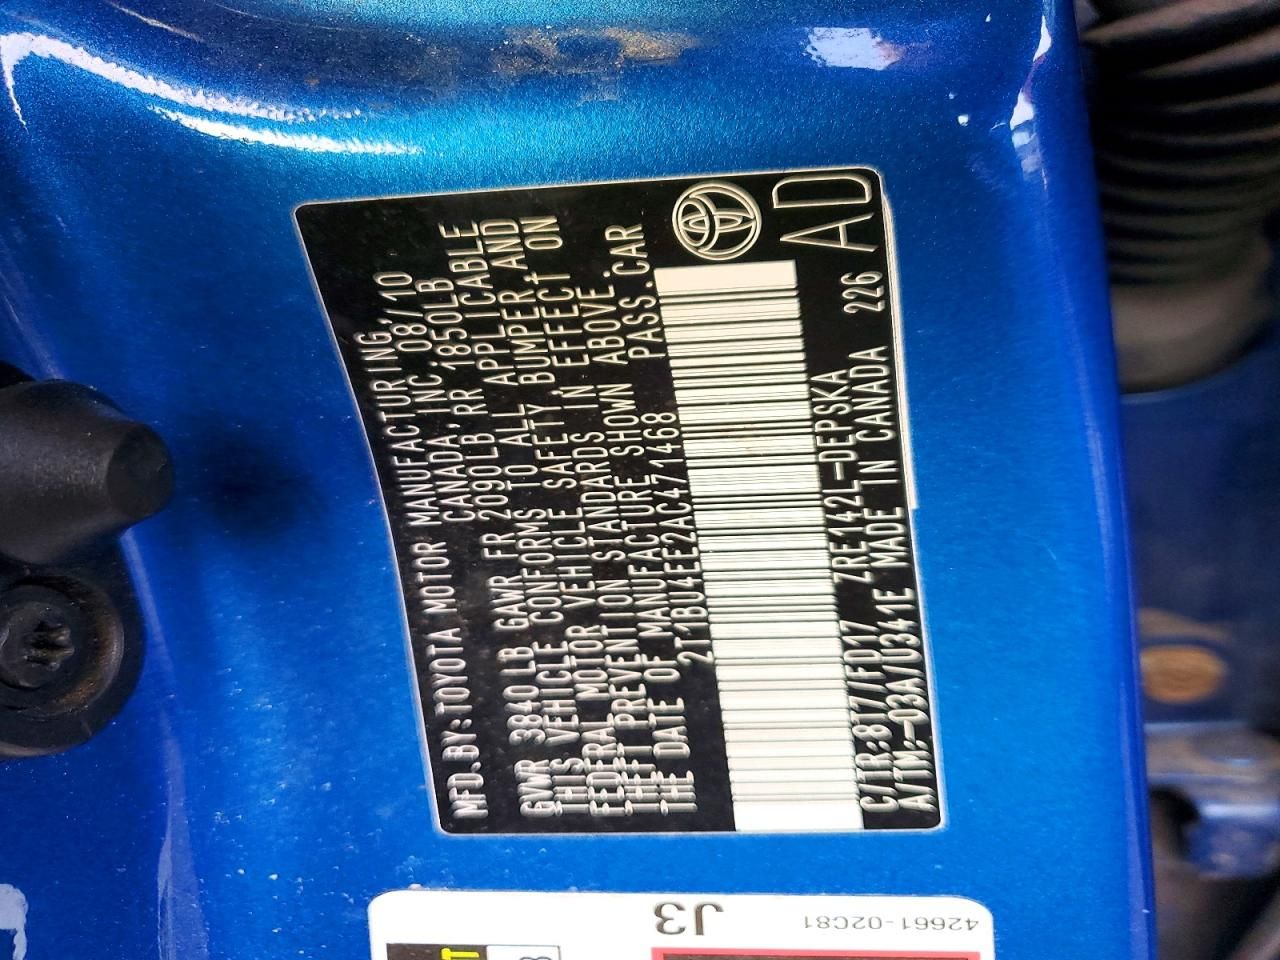 MFD.BY:TOYOTA MOTOR MANUFACTURING
CANADA, INC 08/10
GVWR 3840LB GAWR FR 2090LB, RR 1850LB
THIS VEHICLE CONFORMS TO ALL APPLICABLE
FEDERAL MOTOR VEHICLE SAFETY, BUMPER, AND
THEFT PREVENTION STANDARDS IN EFFECT ON
THE DATE OF MANUFACTURE SHOWN ABOVE.
2T1BU4EE2AC471468 PASS.CAR
C/TR:8T7/FD17 ZRE142L-DEPSKA
A/TM:-03A/U341E MADE IN CANADA 226
AD
42661-02C81
J3